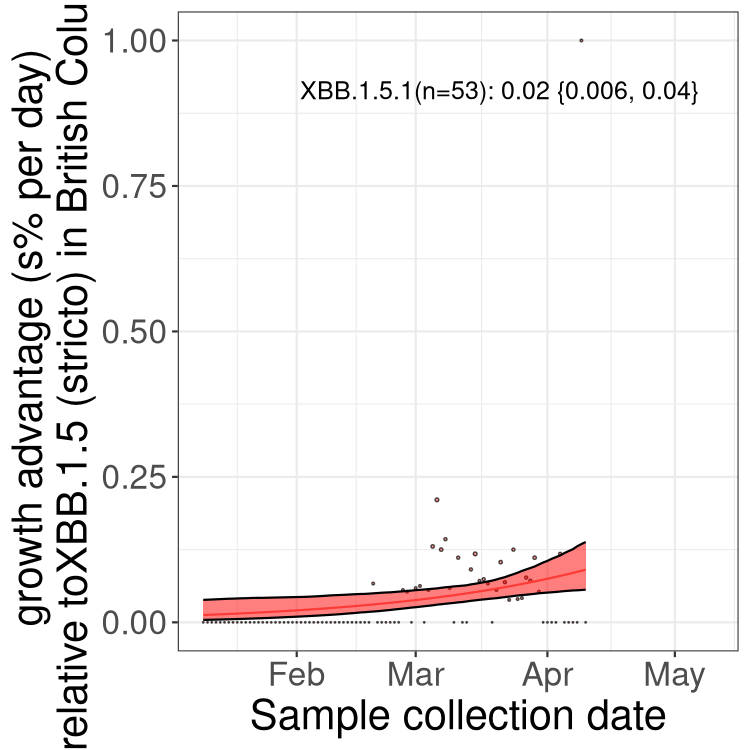 growth advantage (s% per day)
relative toXBB.1.5 (stricto) in British Colu
1.00
0.75
0.50
0.25
0.00
XBB.1.5.1(n=53): 0.02 {0.006, 0.04}
Feb Mar Apr May
Sample collection date